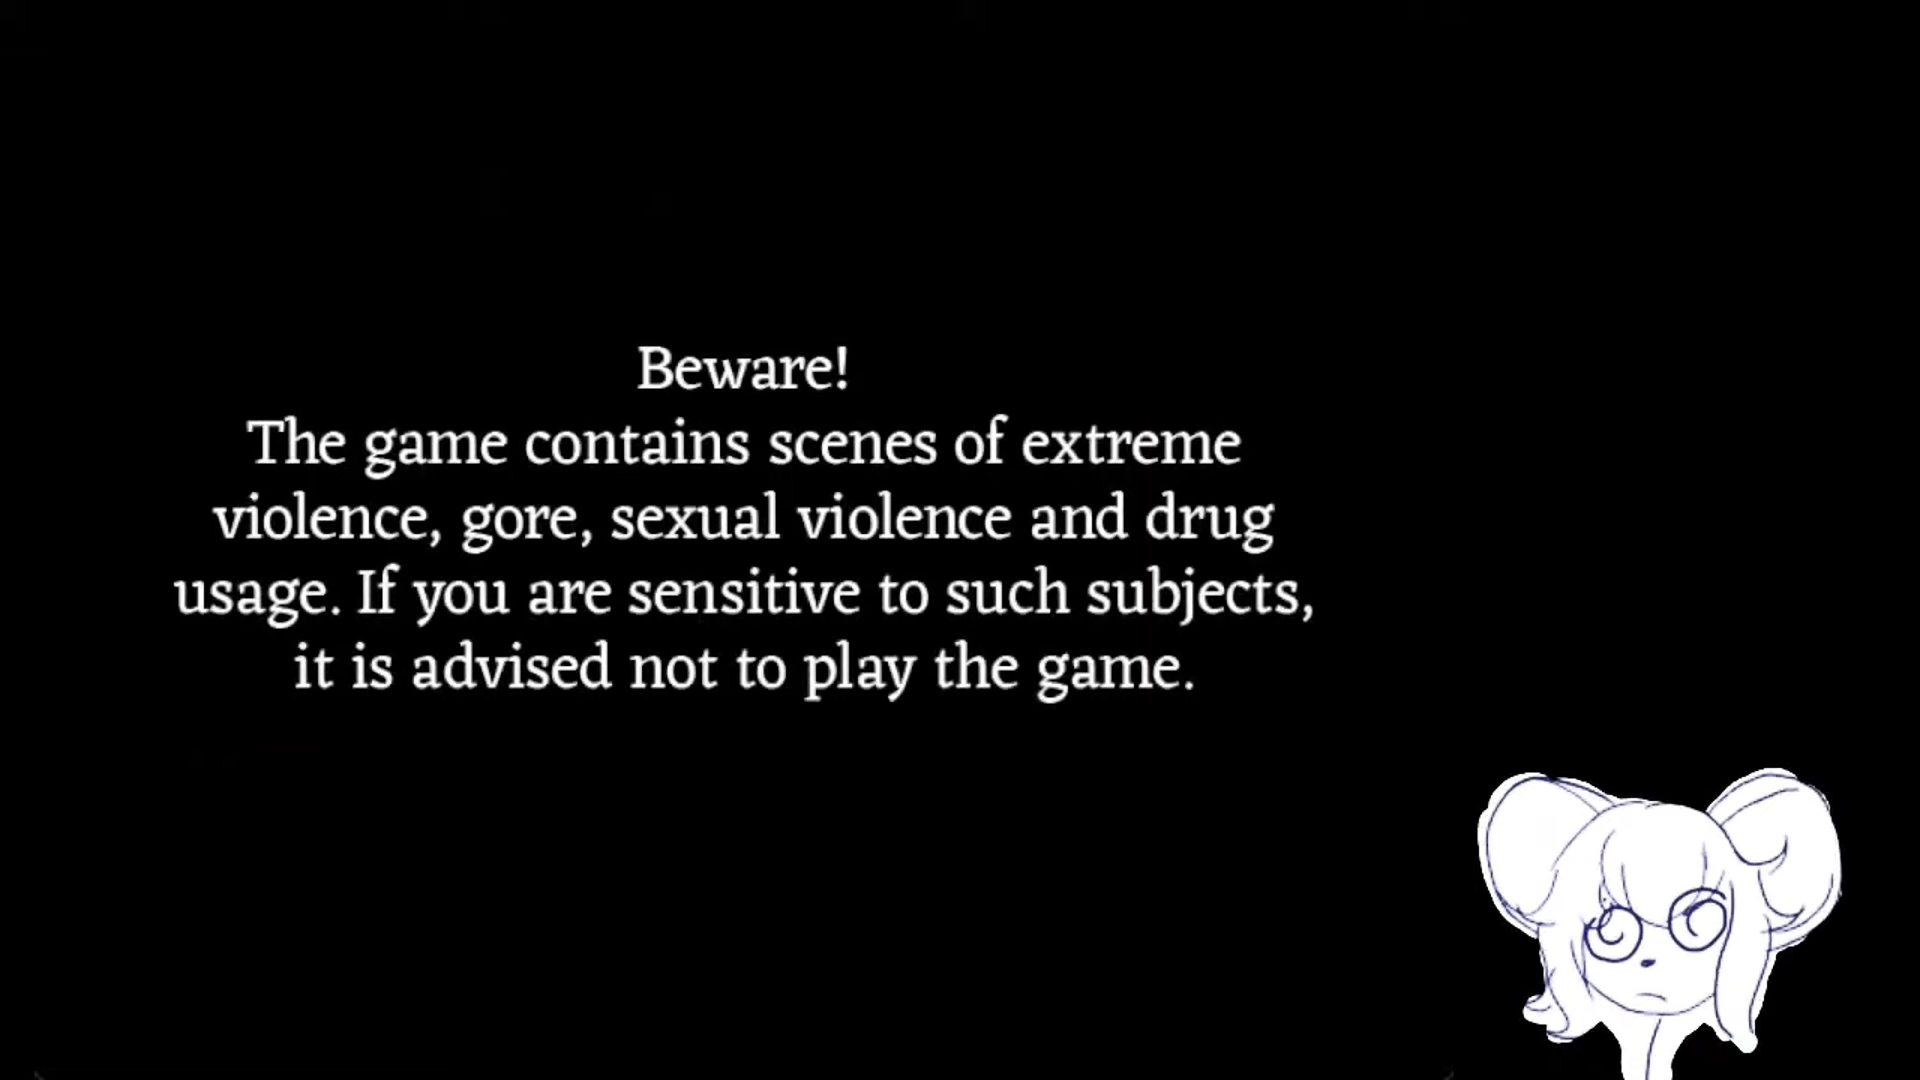 Beware!
The game contains scenes of extreme
violence, gore, sexual violence and drug
usage. If you are sensitive to such subjects,
it is advised not to play the game.